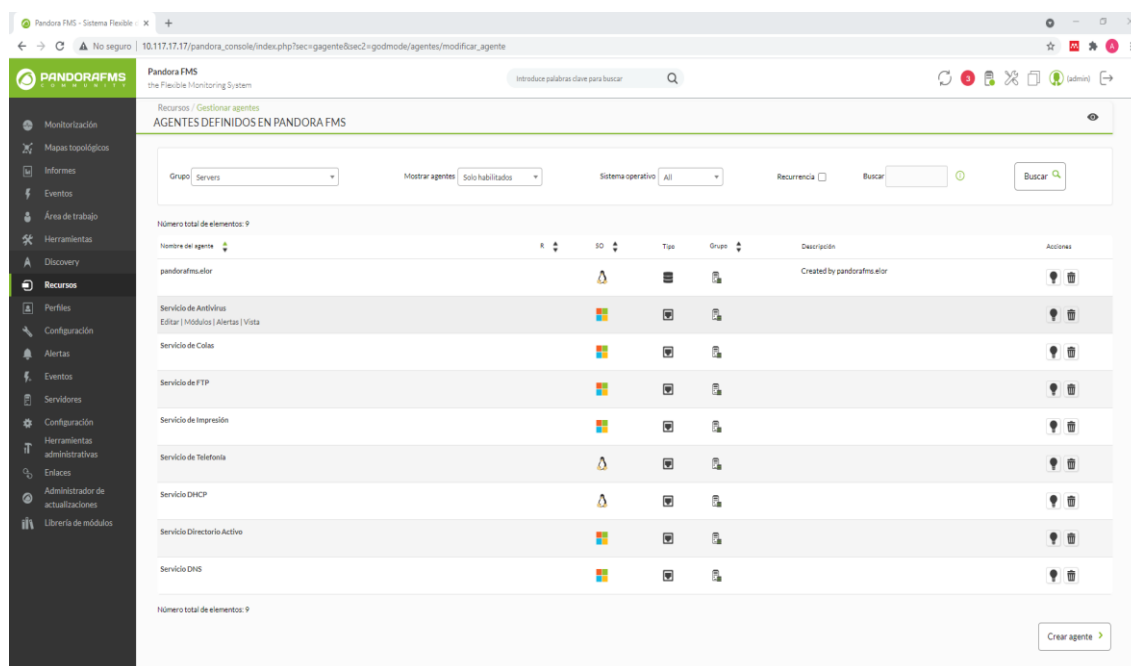 Pandora FMS - Sistema Flexible
No seguro | 10.117.17.17/pandora_console/index.php?sec=gagente&sec2=godmode/agentes/modificar_agente
A
PANDORAFMS
COMMUNITY
Pandora FMS
the Flexible Monitoring System
Introduce palabras clave para buscar
3
(admin)
Recursos / Gestionar agentes
AGENTES DEFINIDOS EN PANDORA FMS
Monitorización
Mapas topológicos
Informes
Eventos
Área de trabajo
Herramientas
Discovery
Recursos
Perfiles
Configuración
Alertas
Eventos
Servidores
Configuración
Herramientas
administrativas
Enlaces
Administrador de
actualizaciones
Librería de módulos
Grupo Servers Mostrar agentes Solo habilitados Sistema operativo All Recurrencia Buscar Buscar
Número total de elementos: 9
Nombre del agente R SO Tipo Grupo Descripción Acciones
pandorafms.elor Created by pandorafms.elor
Servicio de Antivirus
Editar | Módulos | Alertas | Vista
Servicio de Colas
Servicio de FTP
Servicio de Impresión
Servicio de Telefonía
Servicio DHCP
Servicio Directorio Activo
Servicio DNS
Número total de elementos: 9
Crear agente